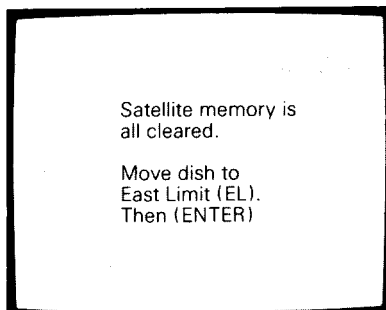 Satellite memory is
all cleared.
Move dish to
East Limit (EL).
Then (ENTER)